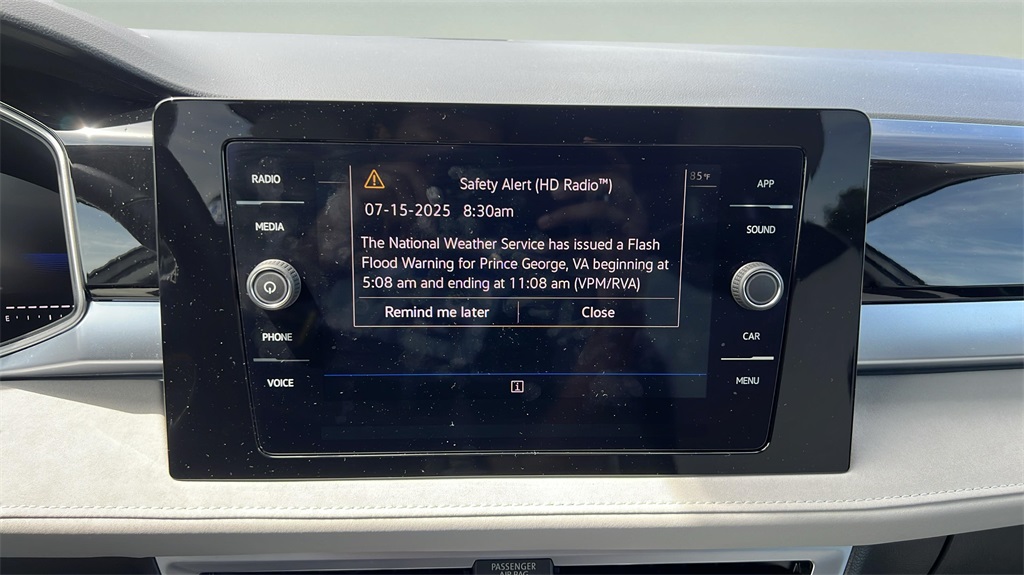 RADIO
MEDIA
PHONE
VOICE
Safety Alert (HD Radio™)
07-15-2025 8:30am
The National Weather Service has issued a Flash
Flood Warning for Prince George, VA beginning at
5:08 am and ending at 11:08 am (VPM/RVA)
Remind me later Close
85°F
APP
SOUND
CAR
MENU
i
E
PASSENGER
AIR BAG